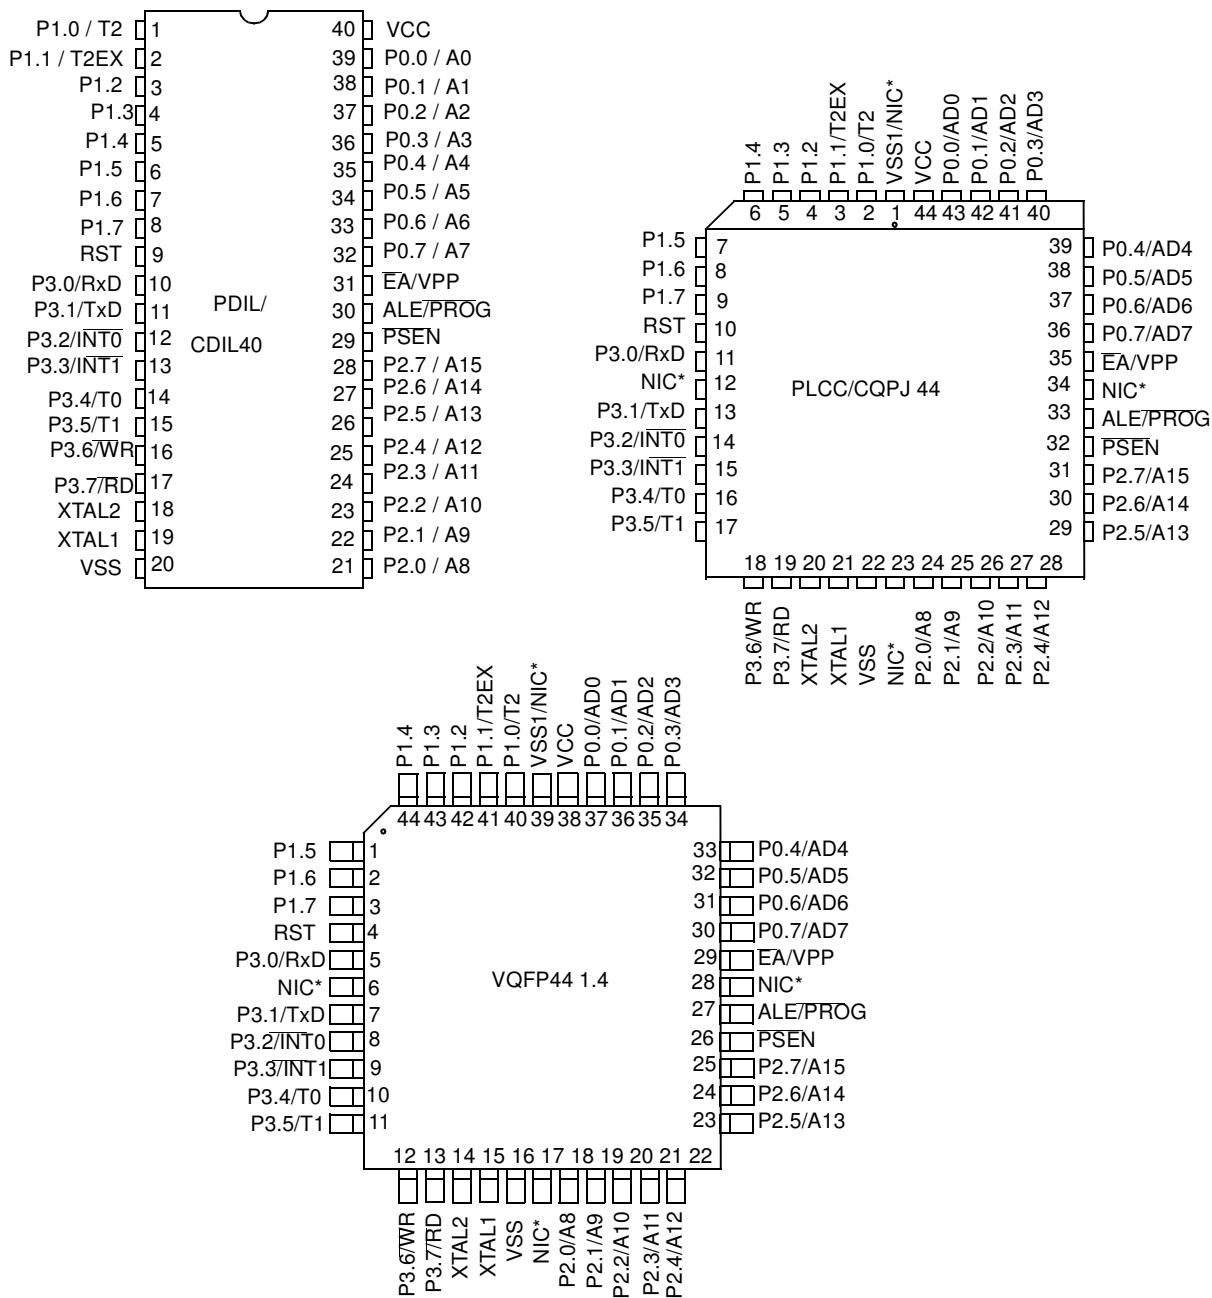 P1.0 / T2 1 40 VCC
P1.1 / T2EX 2 39 P0.0 / A0
P1.2 3 38 P0.1 / A1
P1.3 4 37 P0.2 / A2
P1.4 5 36 P0.3 / A3
P1.5 6 35 P0.4 / A4
P1.6 7 34 P0.5 / A5
P1.7 8 33 P0.6 / A6
RST 9 32 P0.7 / A7
P3.0/RxD 10 31 EA/VPP
P3.1/TxD 11 30 ALE/PROG
P3.2/INT0 12 29 PSEN
P3.3/INT1 13 28 P2.7 / A15
P3.4/T0 14 27 P2.6 / A14
P3.5/T1 15 26 P2.5 / A13
P3.6/WR 16 25 P2.4 / A12
P3.7/RD 17 24 P2.3 / A11
XTAL2 18 23 P2.2 / A10
XTAL1 19 22 P2.1 / A9
VSS 20 21 P2.0 / A8
PDIL/
CDIL40
P1.4
P1.3
P1.2
P1.1/T2EX
P1.0/T2
VSS1/NIC*
VCC
P0.0/AD0
P0.1/AD1
P0.2/AD2
P0.3/AD3
6 5 4 3 2 1 44 43 42 41 40
P1.5 7 39 P0.4/AD4
P1.6 8 38 P0.5/AD5
P1.7 9 37 P0.6/AD6
RST 10 36 P0.7/AD7
P3.0/RxD 11 35 EA/VPP
NIC* 12 34 NIC*
P3.1/TxD 13 33 ALE/PROG
P3.2/INT0 14 32 PSEN
P3.3/INT1 15 31 P2.7/A15
P3.4/T0 16 30 P2.6/A14
P3.5/T1 17 29 P2.5/A13
PLCC/CQPJ 44
18 19 20 21 22 23 24 25 26 27 28
P3.6/WR
P3.7/RD
XTAL2
XTAL1
VSS
NIC*
P2.0/A8
P2.1/A9
P2.2/A10
P2.3/A11
P2.4/A12
P1.4
P1.3
P1.2
P1.1/T2EX
P1.0/T2
VSS1/NIC*
VCC
P0.0/AD0
P0.1/AD1
P0.2/AD2
P0.3/AD3
44 43 42 41 40 39 38 37 36 35 34
P1.5 1 33 P0.4/AD4
P1.6 2 32 P0.5/AD5
P1.7 3 31 P0.6/AD6
RST 4 30 P0.7/AD7
P3.0/RxD 5 29 EA/VPP
NIC* 6 28 NIC*
P3.1/TxD 7 27 ALE/PROG
P3.2/INT0 8 26 PSEN
P3.3/INT1 9 25 P2.7/A15
P3.4/T0 10 24 P2.6/A14
P3.5/T1 11 23 P2.5/A13
VQFP44 1.4
12 13 14 15 16 17 18 19 20 21 22
P3.6/WR
P3.7/RD
XTAL2
XTAL1
VSS
NIC*
P2.0/A8
P2.1/A9
P2.2/A10
P2.3/A11
P2.4/A12